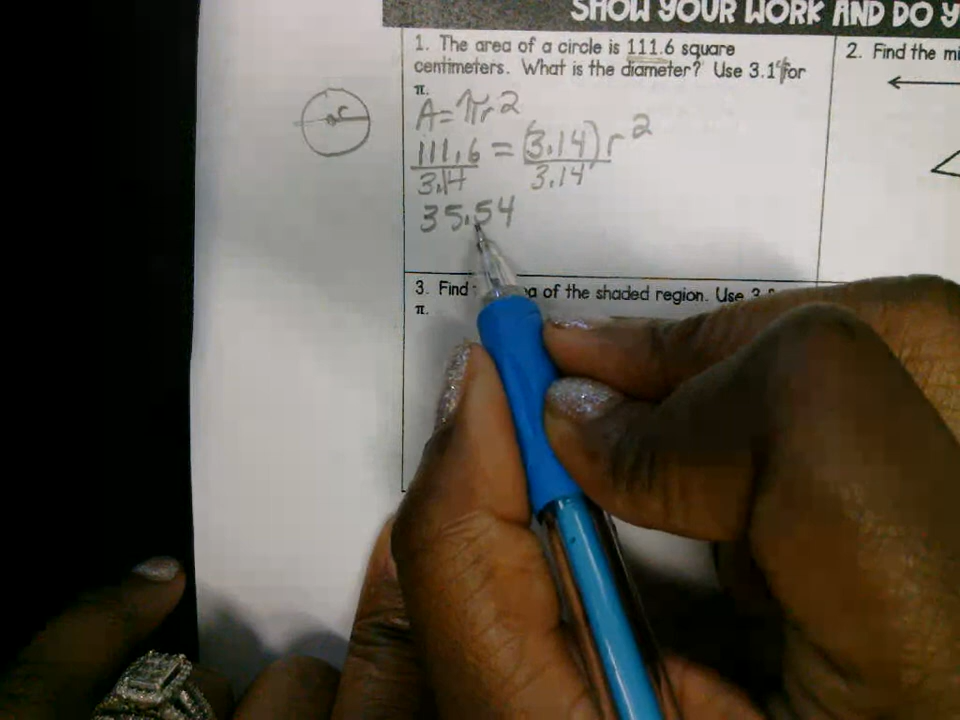 SHOW YOUR WORK AND DO Y
1. The area of a circle is 111.6 square
centimeters. What is the diameter? Use 3.14 for
π.
r
A = πr2
111.6 = (3.14) r2
3.14 3.14
35.54
2. Find the mi
3. Find of the shaded region. Use
π.